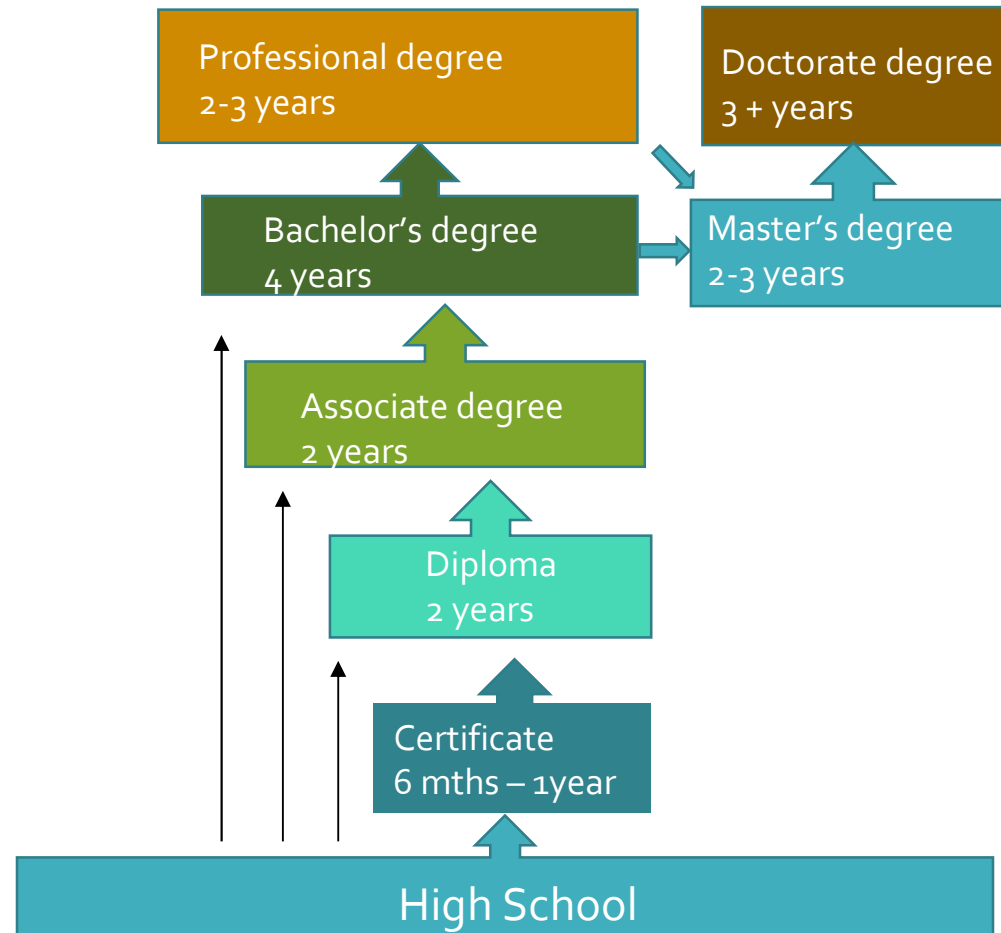 Professional degree
2-3 years
Doctorate degree
3 + years
Bachelor’s degree
4 years
Master’s degree
2-3 years
Associate degree
2 years
Diploma
2 years
Certificate
6 mths – 1year
High School